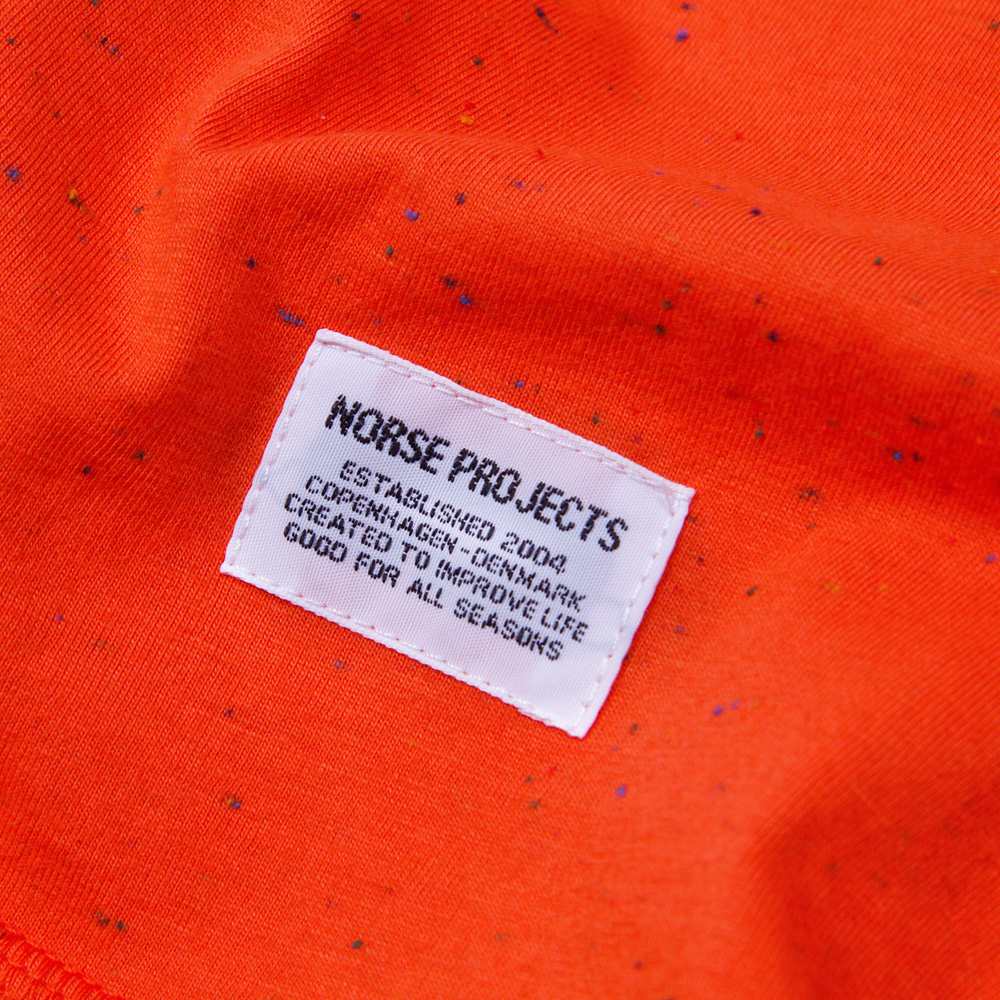 NORSE PROJECTS
ESTABLISHED 2004
COPENHAGEN - DENMARK
CREATED TO IMPROVE LIFE
GOOD FOR ALL SEASONS